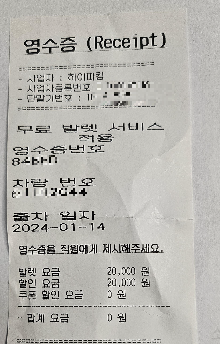 영수증 (Receipt)
- 사업자 : 하이파킹
- 사업자등록번호 :
- 단말기번호 :
무료 발렛 서비스
적용
영수증번호
차량 번호
출차 일자
2024-01-14
영수증을 직원에게 제시해주세요.
발렛 요금 20,000 원
할인 요금 20,000 원
쿠폰 할인 요금 0 원
합계 요금 0 원